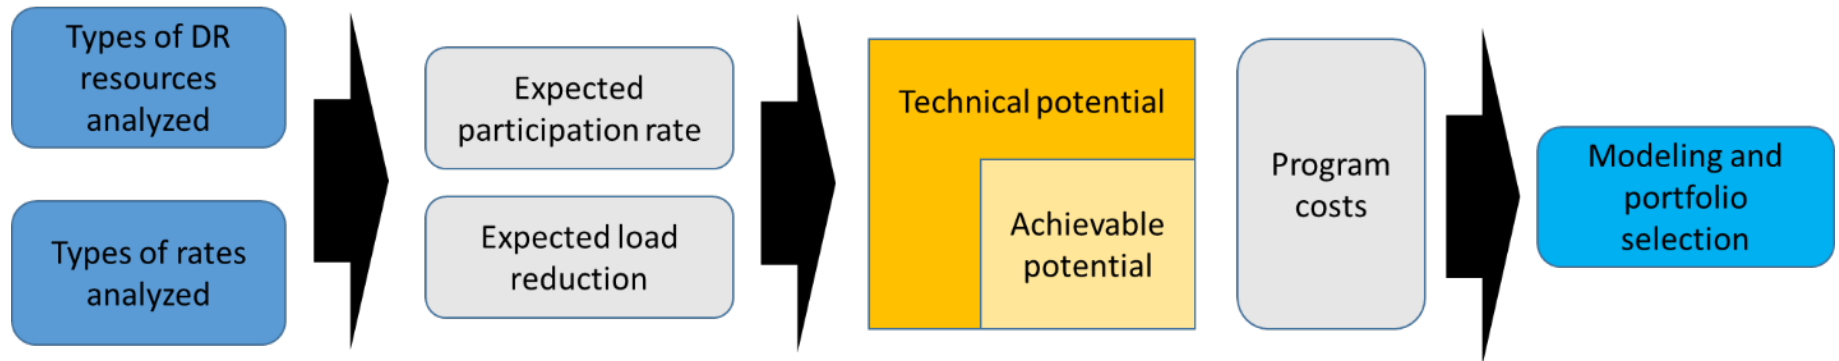 Types of DR
resources
analyzed
Types of rates
analyzed
Expected
participation rate
Expected load
reduction
Technical potential
Achievable
potential
Program
costs
Modeling and
portfolio
selection